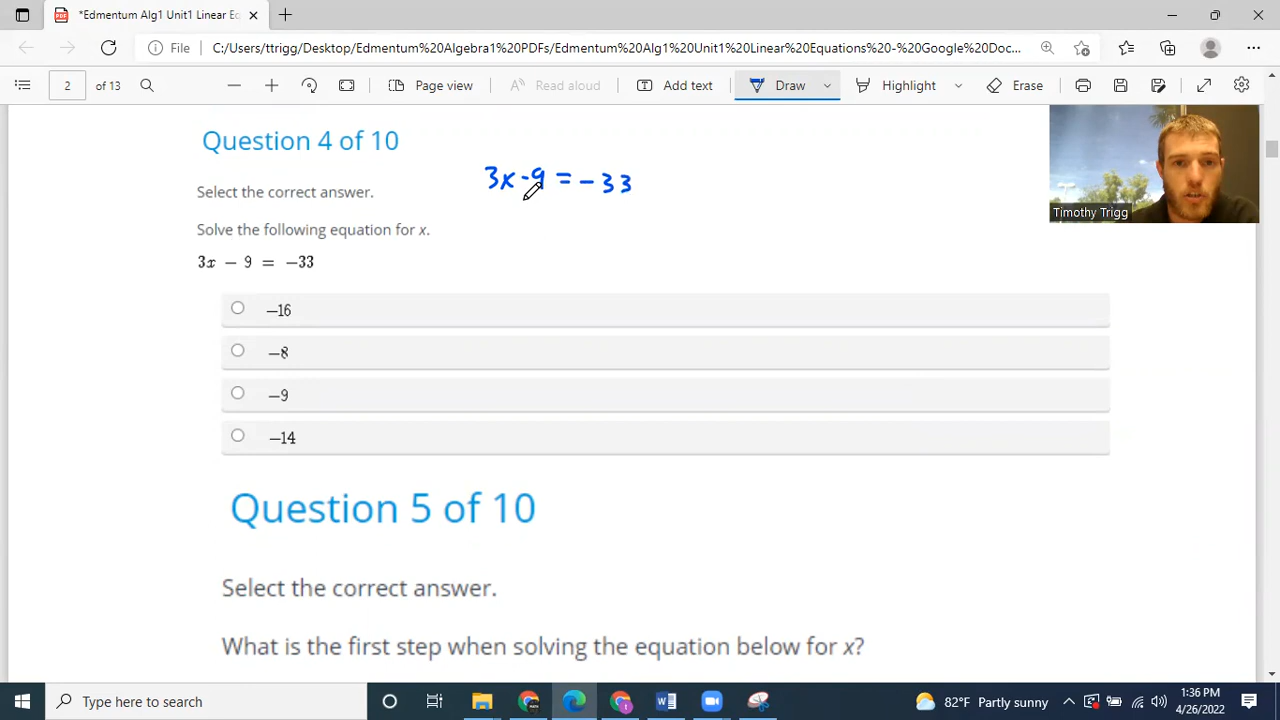 *Edmentum Alg1 Unit1 Linear Eq
File C:/Users/ttrigg/Desktop/Edmentum%20Algebra1%20PDFs/Edmentum%20Alg1%20Unit1%20Linear%20Equations%20-%20Google%20Doc...
2 of 13 Page view Read aloud Add text Draw Highlight Erase
Question 4 of 10
3x-9 = -33
Select the correct answer.
Timothy Trigg
Solve the following equation for x.
3x − 9 = −33
−16
−8
−9
−14
Question 5 of 10
Select the correct answer.
What is the first step when solving the equation below for x?
Type here to search
82°F Partly sunny
1:36 PM
4/26/2022